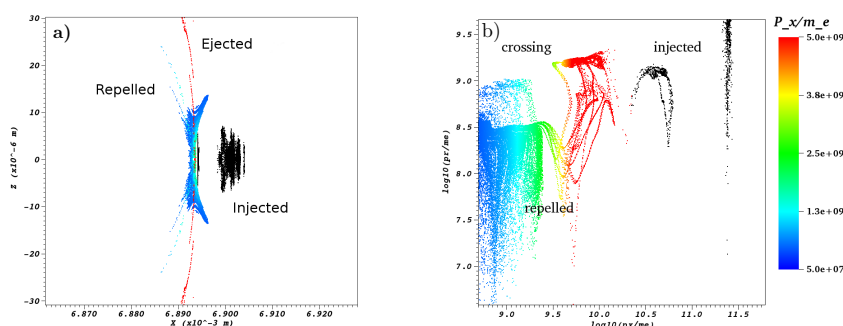 a)
Ejected
Repelled
Injected
30
20
10
0
-10
-20
-30
z (x10^-6 m)
6.870
6.880
6.890
6.900
6.910
6.920
X (x10^-3 m)
b)
crossing
injected
repelled
9.5
9.0
8.5
8.0
7.5
7.0
9.0
9.5
10.0
10.5
11.0
11.5
log10(px/me)
P_x/m_e
5.0e+09
3.8e+09
2.5e+09
1.3e+09
5.0e+07